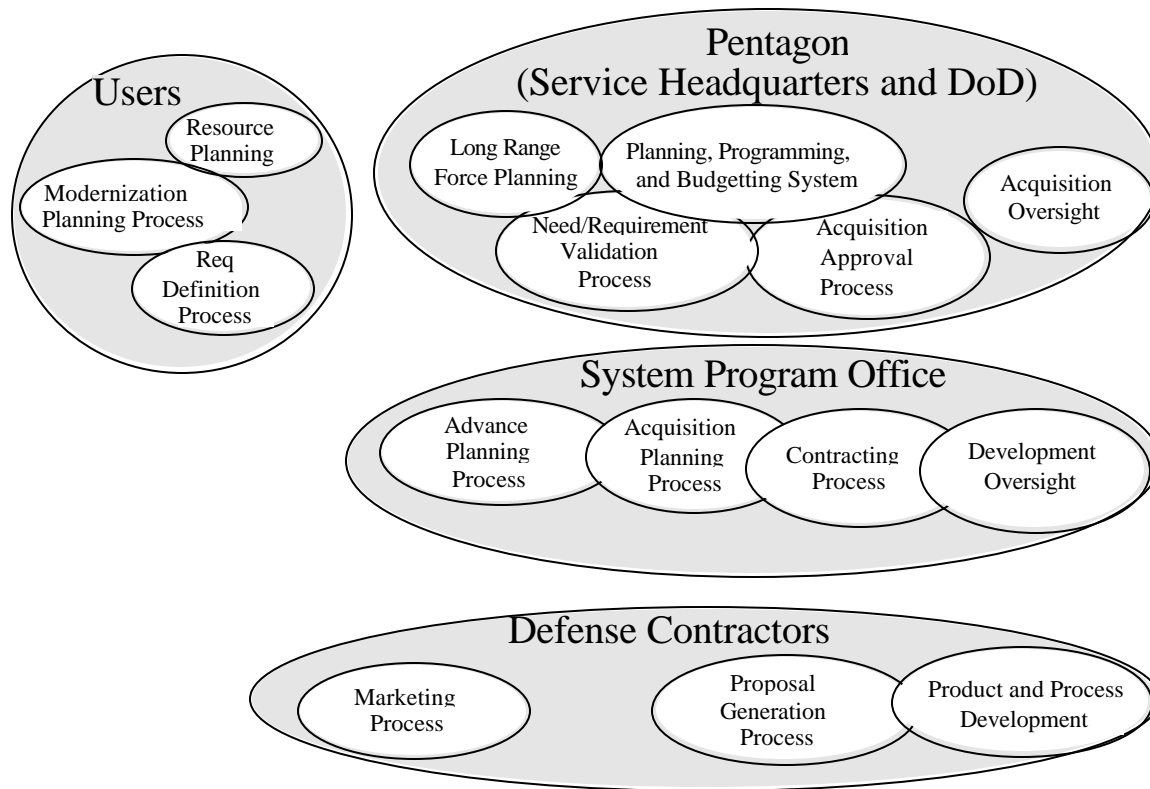 Users
Resource
Planning
Modernization
Planning Process
Req
Definition
Process
Pentagon
(Service Headquarters and DoD)
Long Range
Force Planning
Planning, Programming,
and Budgetting System
Need/Requirement
Validation
Process
Acquisition
Approval
Process
Acquisition
Oversight
System Program Office
Advance
Planning
Process
Acquisition
Planning
Process
Contracting
Process
Development
Oversight
Defense Contractors
Marketing
Process
Proposal
Generation
Process
Product and Process
Development